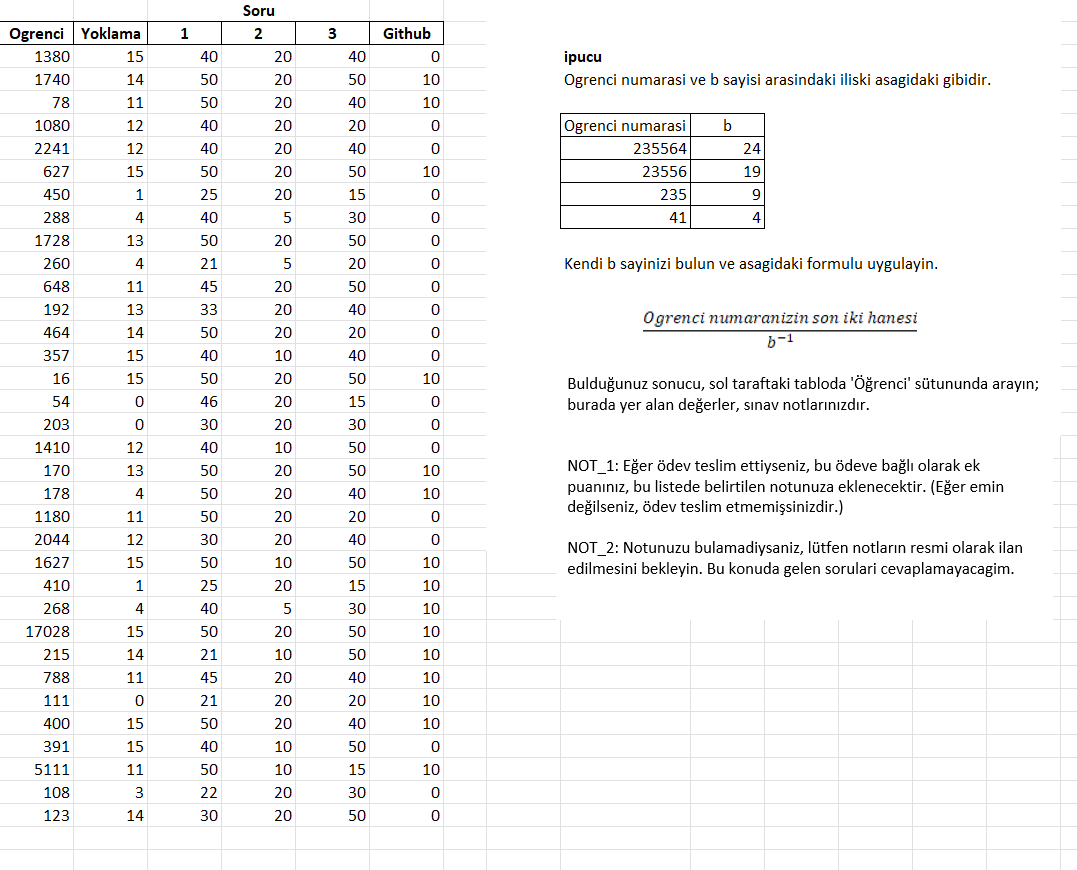 Soru
Ogrenci Yoklama 1 2 3 Github
1380 15 40 20 40 0
1740 14 50 20 50 10
78 11 50 20 40 10
1080 12 40 20 20 0
2241 12 40 20 40 0
627 15 50 20 50 10
450 1 25 20 15 0
288 4 40 5 30 0
1728 13 50 20 50 0
260 4 21 5 20 0
648 11 45 20 50 0
192 13 33 20 40 0
464 14 50 20 20 0
357 15 40 10 40 0
16 15 50 20 50 10
54 0 46 20 15 0
203 0 30 20 30 0
1410 12 40 10 50 0
170 13 50 20 50 10
178 4 50 20 40 10
1180 11 50 20 20 0
2044 12 30 20 40 0
1627 15 50 10 50 10
410 1 25 20 15 10
268 4 40 5 30 10
17028 15 50 20 50 10
215 14 21 10 50 10
788 11 45 20 40 10
111 0 21 20 20 10
400 15 50 20 40 10
391 15 40 10 50 0
5111 11 50 10 15 10
108 3 22 20 30 0
123 14 30 20 50 0
ipucu
Ogrenci numarasi ve b sayisi arasindaki iliski asagidaki gibidir.
Ogrenci numarasi b
235564 24
23556 19
235 9
41 4
Kendi b sayinizi bulun ve asagidaki formulu uygulayin.
Ogrenci numaranizin son iki hanesi
b⁻¹
Bulduğunuz sonucu, sol taraftaki tabloda 'Öğrenci' sütununda arayın;
burada yer alan değerler, sınav notlarınızdır.
NOT_1: Eğer ödev teslim ettiyseniz, bu ödeve bağlı olarak ek
puanınız, bu listede belirtilen notunuza eklenecektir. (Eğer emin
değilseniz, ödev teslim etmemişsinizdir.)
NOT_2: Notunuzu bulamadiysaniz, lütfen notların resmi olarak ilan
edilmesini bekleyin. Bu konuda gelen sorulari cevaplamayacagim.